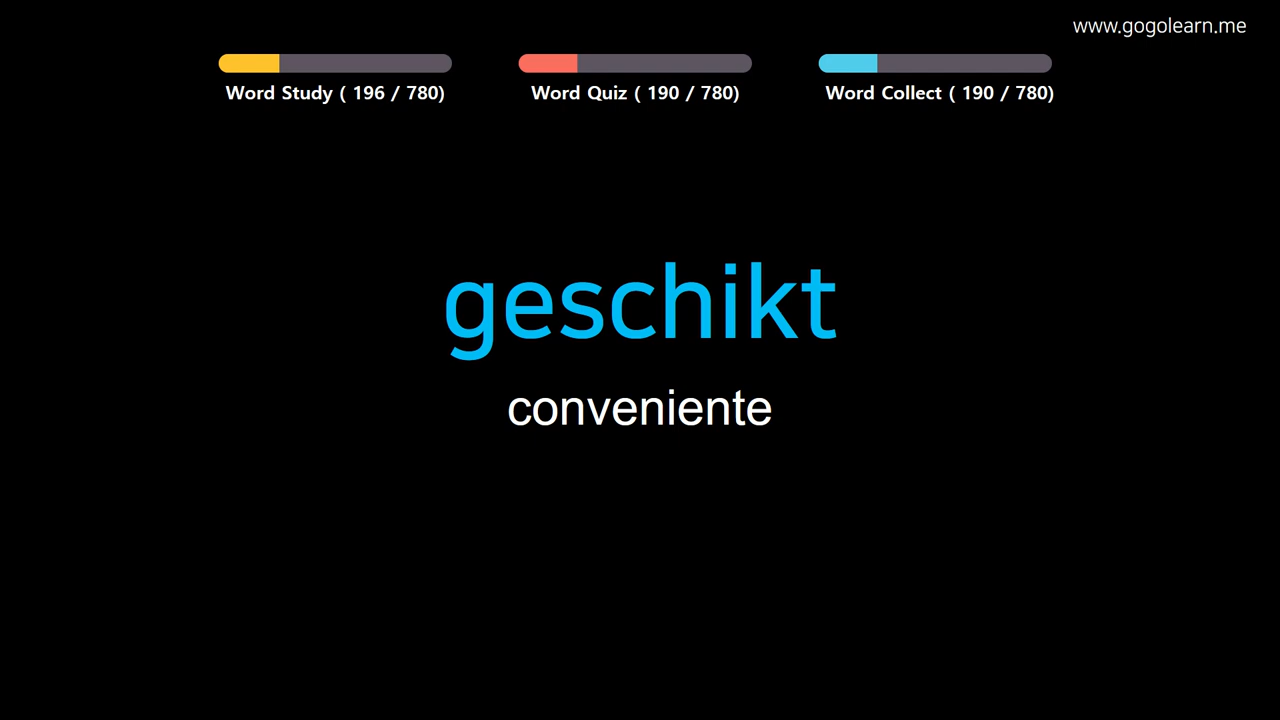 www.gogolearn.me
Word Study ( 196 / 780)
Word Quiz ( 190 / 780)
Word Collect ( 190 / 780)
geschikt
conveniente